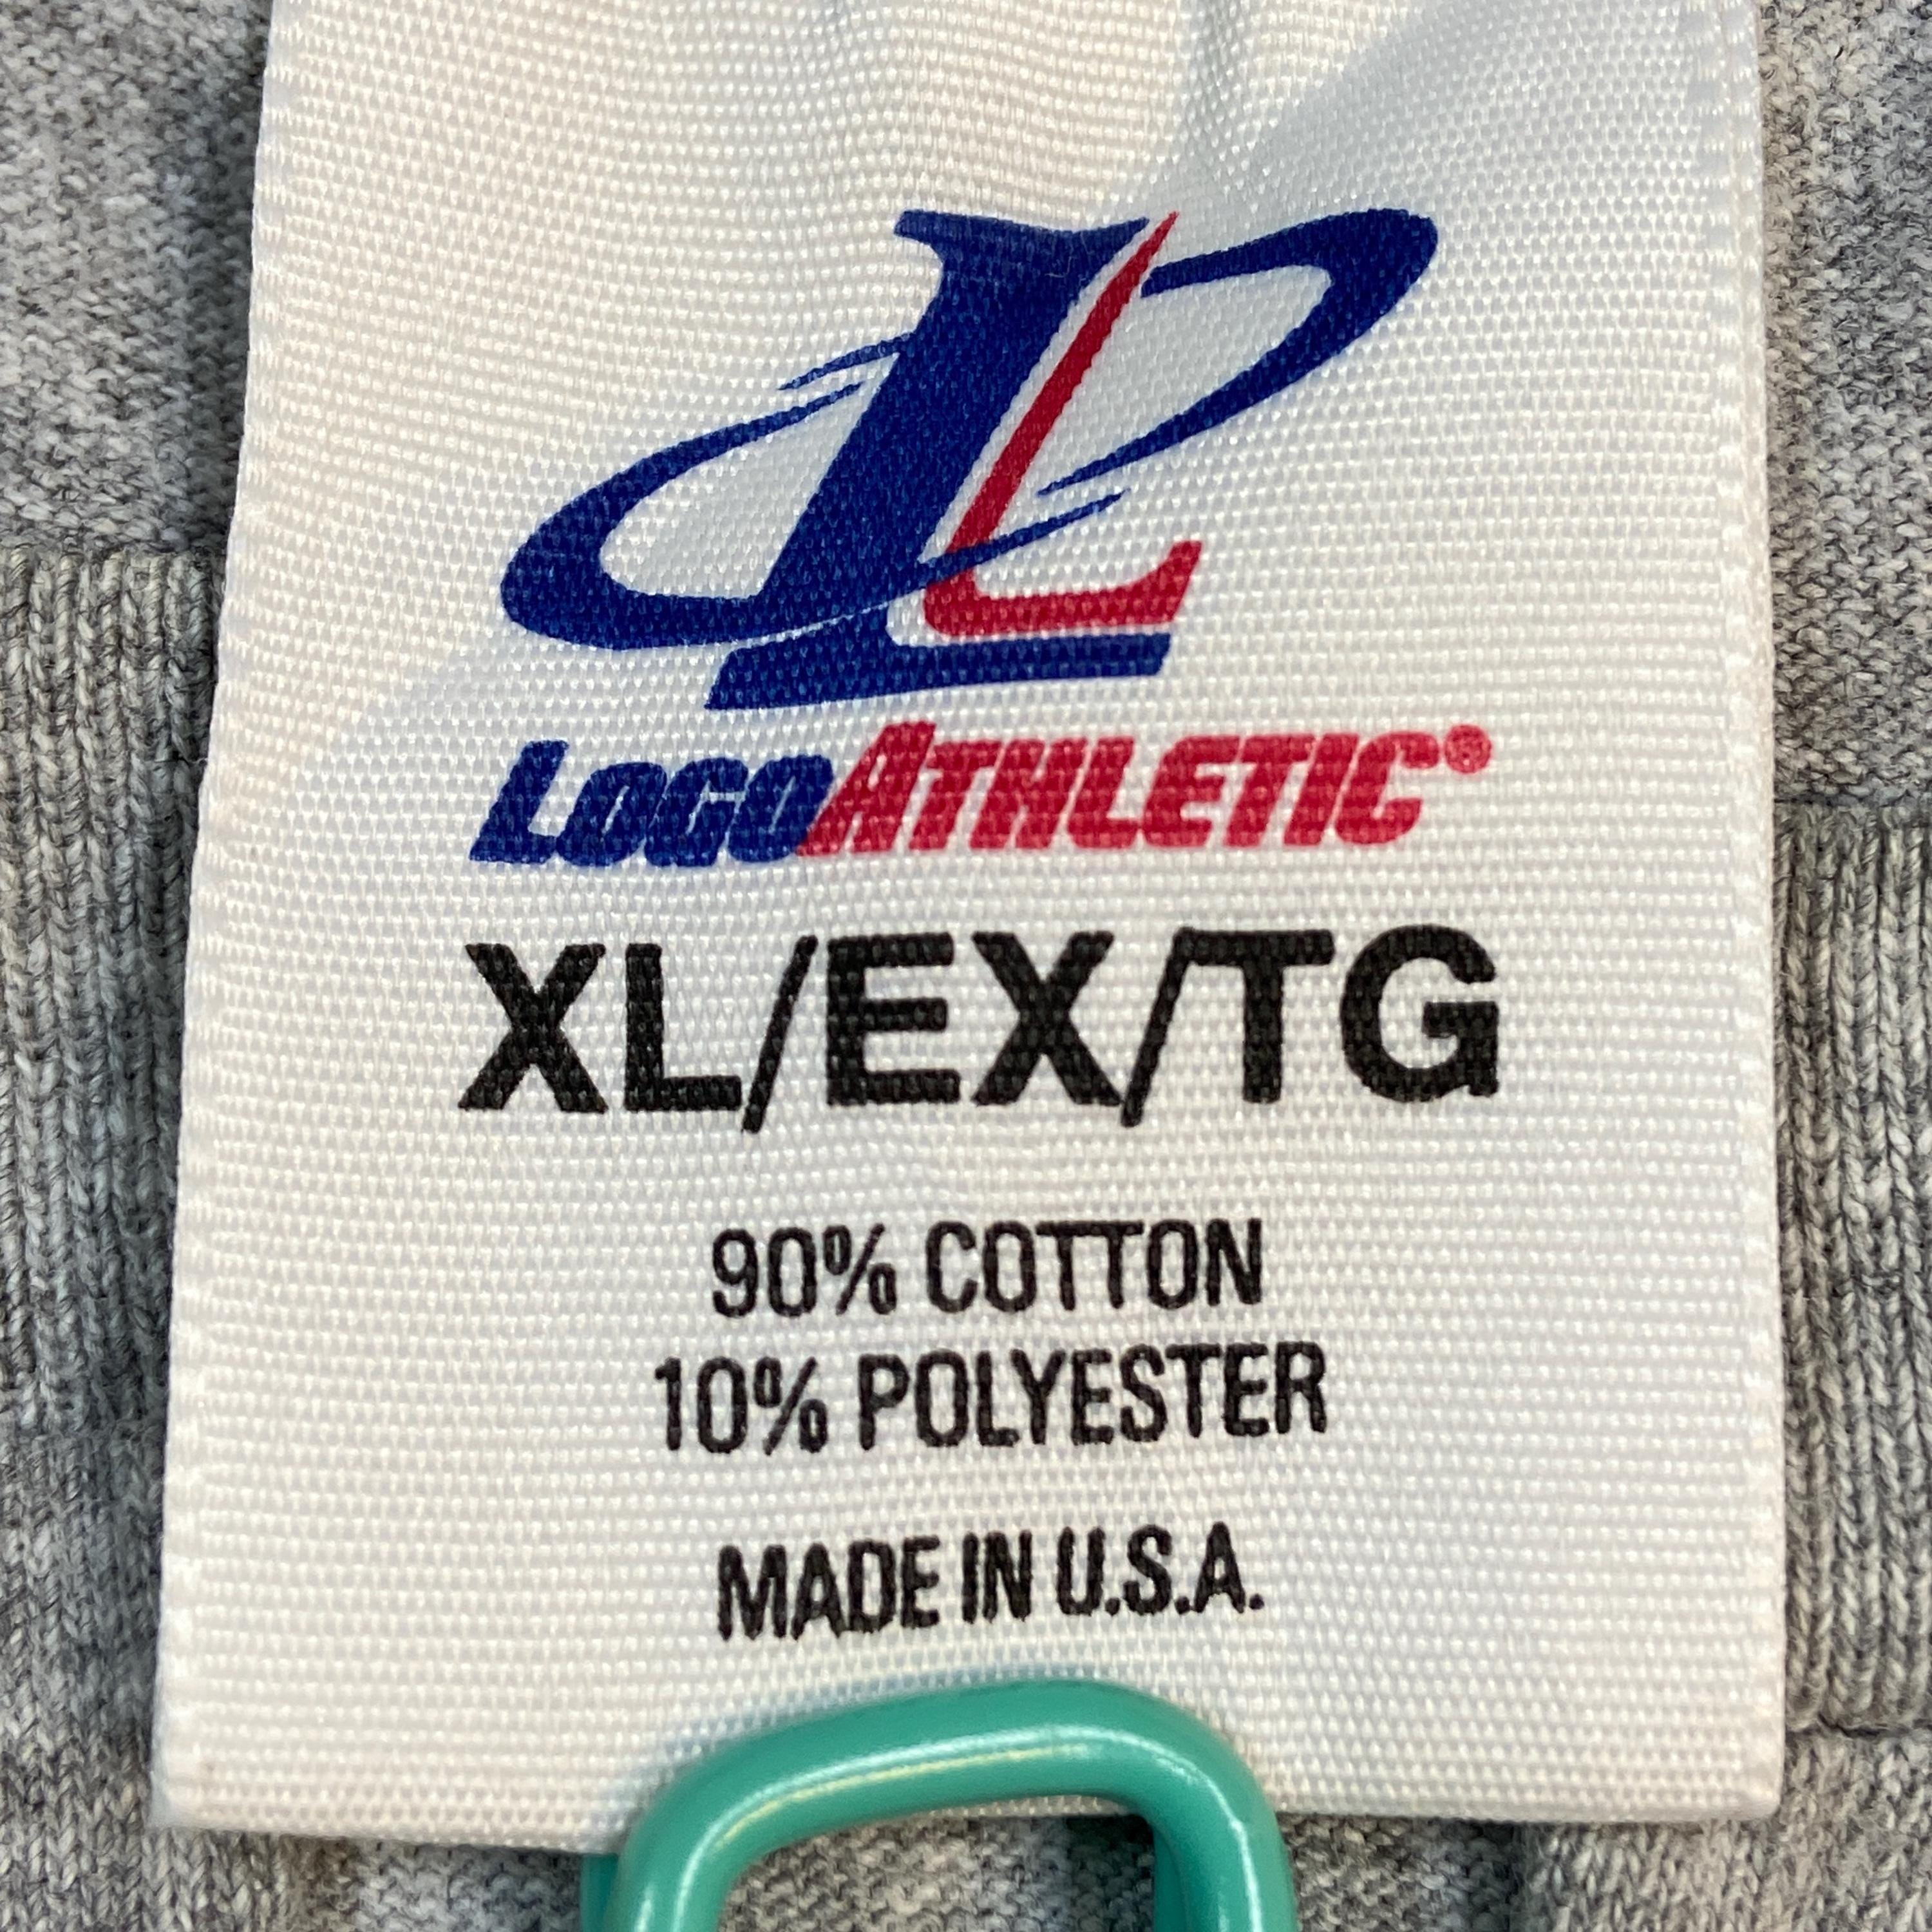 L
LOGOATHLETIC®
XL/EX/TG
90% COTTON
10% POLYESTER
MADE IN U.S.A.